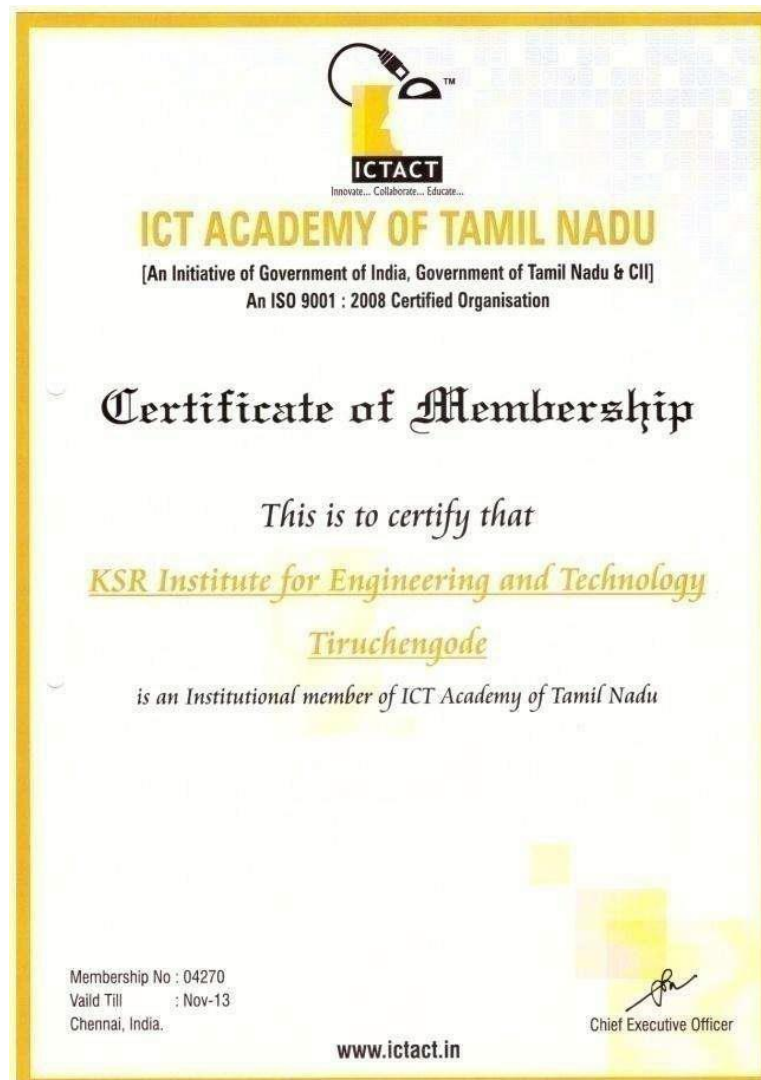 TM
ICTACT
Innovate... Collaborate... Educate...
ICT ACADEMY OF TAMIL NADU
[An Initiative of Government of India, Government of Tamil Nadu & CII]
An ISO 9001 : 2008 Certified Organisation
Certificate of Membership
This is to certify that
KSR Institute for Engineering and Technology
Tiruchengode
is an Institutional member of ICT Academy of Tamil Nadu
Membership No : 04270
Vaild Till : Nov-13
Chennai, India.
Chief Executive Officer
www.ictact.in